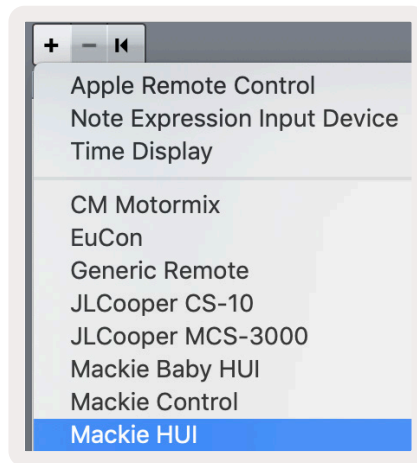 Apple Remote Control
Note Expression Input Device
Time Display
CM Motormix
EuCon
Generic Remote
JLCooper CS-10
JLCooper MCS-3000
Mackie Baby HUI
Mackie Control
Mackie HUI